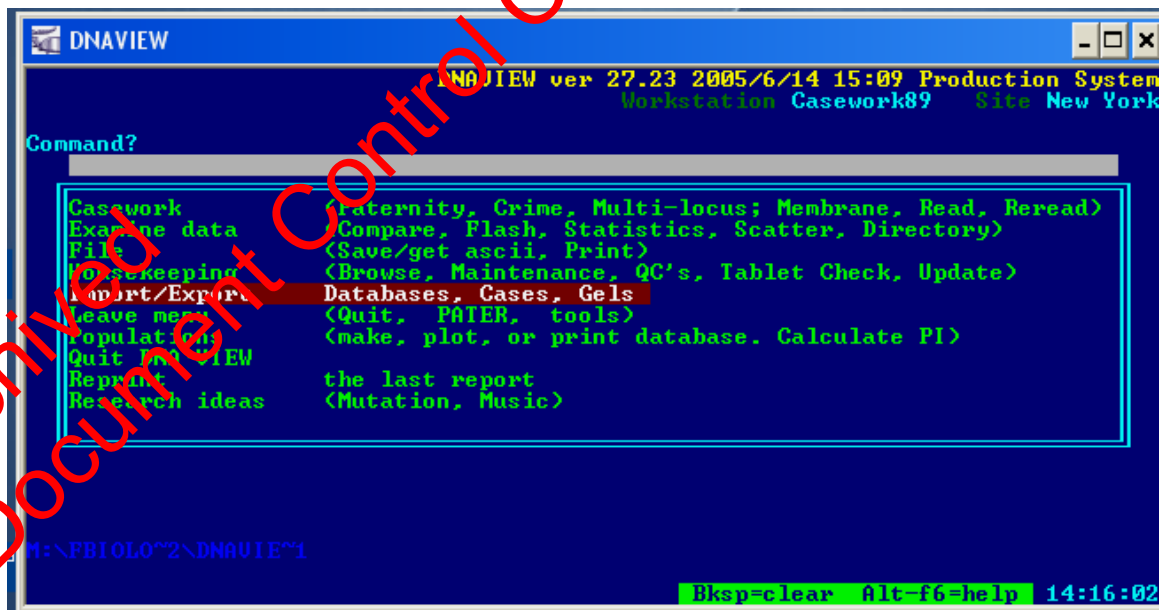 DNAVIEW
DNAVIEW ver 27.23 2005/6/14 15:09 Production System
Workstation Casework89 Site New York
Command?
Casework (Paternity, Crime, Multi-locus; Membrane, Read, Reread)
Examine data (Compare, Flash, Statistics, Scatter, Directory)
File (Save/get ascii, Print)
Housekeeping (Browse, Maintenance, QC's, Tablet Check, Update)
Import/Export Databases, Cases, Gels
Leave menu (Quit, PATER, tools)
Populations (make, plot, or print database. Calculate PI)
Quit DNA VIEW
Reprint the last report
Research ideas (Mutation, Music)
M:\FBIOLO~2\DNAVIE~1
Bksp=clear Alt-f6=help 14:16:02
Document Control